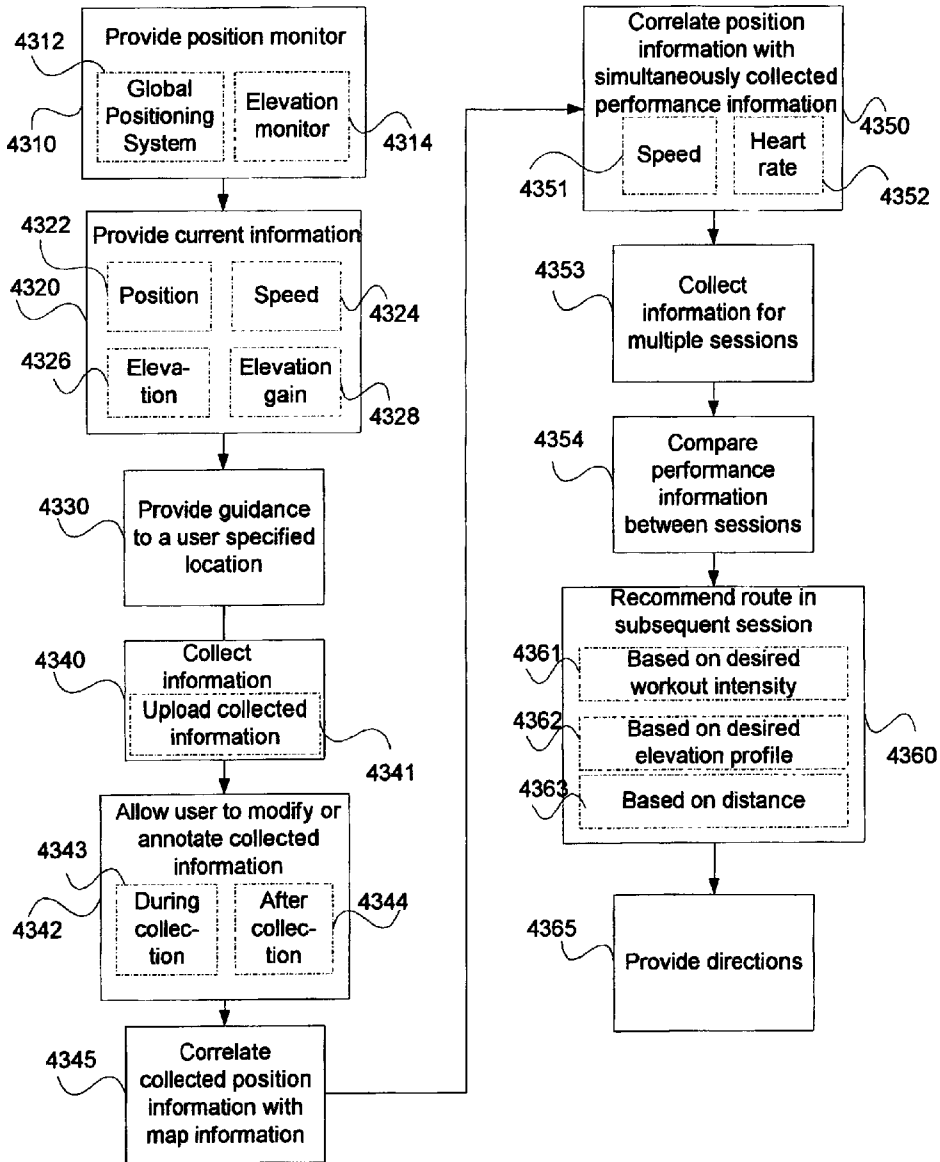 Provide position monitor
4312
Global
Positioning
System
Elevation
monitor
4310
4314
Provide current information
4322
Position
Speed
4320
4324
4326
Eleva-
tion
Elevation
gain
4328
4330
Provide guidance
to a user specified
location
4340
Collect
information
Upload collected
information
4341
Allow user to modify or
annotate collected
information
4343
4342
During
collec-
tion
After
collec-
tion
4344
4345
Correlate
collected position
information with
map information
Correlate position
information with
simultaneously collected
performance information
4350
4351
Speed
Heart
rate
4352
4353
Collect
information for
multiple sessions
4354
Compare
performance
information
between sessions
Recommend route in
subsequent session
4361
Based on desired
workout intensity
4362
Based on desired
elevation profile
4360
4363
Based on distance
4365
Provide directions